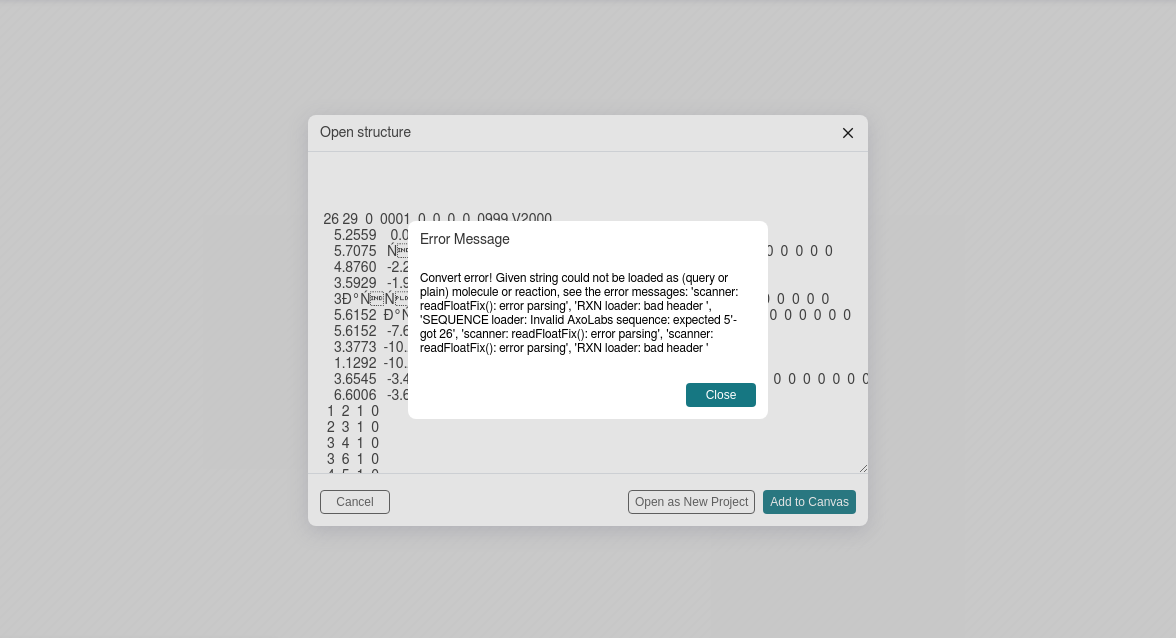 Open structure
26 29 0 0001 0 0 0 0 0999 V2000
5.2559 0.0
5.7075 0 0 0 0 0
4.8760 -2.2
3.5929 -1.9
0 0 0 0 0
5.6152 0 0 0 0 0 0 0
5.6152 -7.6
3.3773 -10.
1.1292 -10.
3.6545 -3.4 0 0 0 0 0 0 0
6.6006 -3.6
1 2 1 0
2 3 1 0
3 4 1 0
3 6 1 0
Error Message
Convert error! Given string could not be loaded as (query or
plain) molecule or reaction, see the error messages: 'scanner:
readFloatFix(): error parsing', 'RXN loader: bad header ',
'SEQUENCE loader: Invalid AxoLabs sequence: expected 5'-
got 26', 'scanner: readFloatFix(): error parsing', 'scanner:
readFloatFix(): error parsing', 'RXN loader: bad header '
Close
Cancel
Open as New Project
Add to Canvas